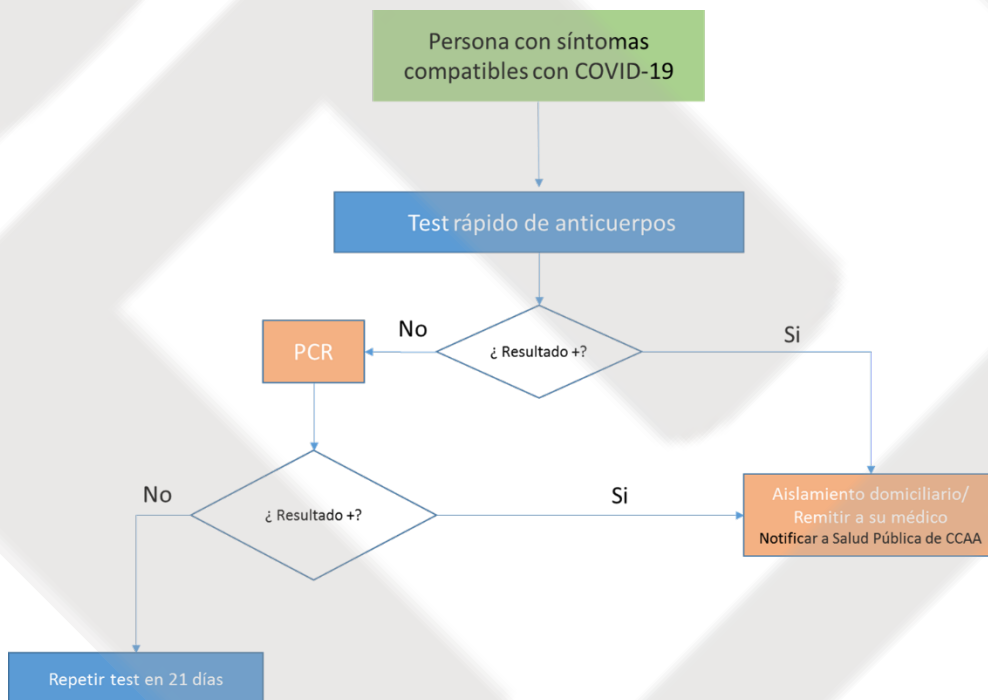 Persona con síntomas
compatibles con COVID-19
Test rápido de anticuerpos
No
Si
PCR
¿ Resultado +?
No
Si
¿ Resultado +?
Aislamiento domiciliario/
Remitir a su médico
Notificar a Salud Pública de CCAA
Repetir test en 21 días